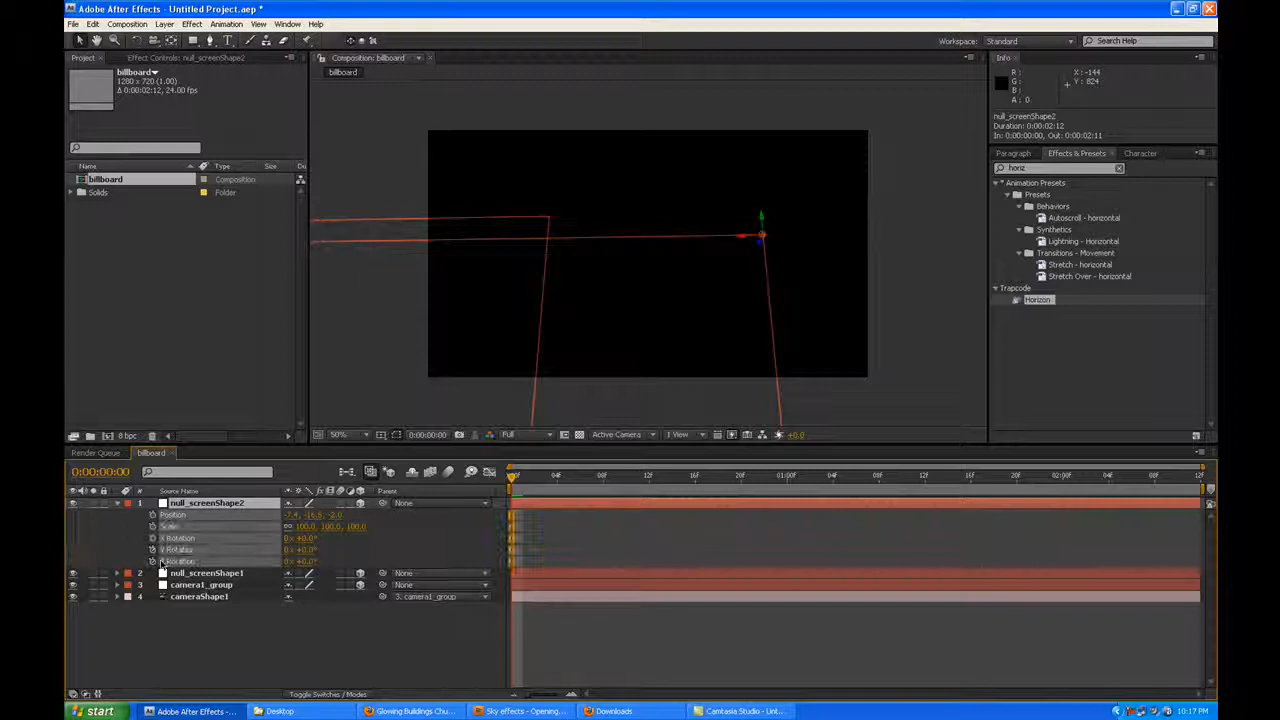 Adobe After Effects - Untitled Project.aep *
File Edit Composition Layer Effect Animation View Window Help
Workspace: Standard Search Help
Project Effect Controls: null_screenShape2 Composition: billboard Info
billboard
billboard
1280 x 720 (1.00)
Δ 0:00:02:12, 24.00 fps
R : X : -144
G : Y : 824
B :
A : 0
null_screenShape2
Duration: 0:00:02:12
In: 0:00:00:00, Out: 0:00:02:11
Paragraph Effects & Presets Character
horiz
Name Type Size Du
billboard Composition
Solids Folder
* Animation Presets
Presets
Behaviors
Autoscroll - horizontal
Synthetics
Lightning - Horizontal
Transitions - Movement
Stretch - horizontal
Stretch Over - horizontal
Trapcode
Horizon
8 bpc 50% 0:00:00:00 Full Active Camera 1 View +0.0
Render Queue billboard
0:00:00:00
04F 08F 12F 16F 20F 01:00F 04F 08F 12F 16F 20F 02:00F 04F 08F 12F
# Source Name Parent
1 null_screenShape2 None
Position -7.4, -16.9, -2.0
Scale 100.0, 100.0, 100.0
X Rotation 0 x +0.0°
Y Rotation 0 x +0.0°
Rotation 0 x +0.0°
2 null_screenShape1 None
3 camera1_group None
4 cameraShape1 3. camera1_group
Toggle Switches / Modes
start Adobe After Effects - ... Desktop Glowing Buildings Chu... Sky effects - Opening... Downloads Camtasia Studio - Unt... 10:17 PM